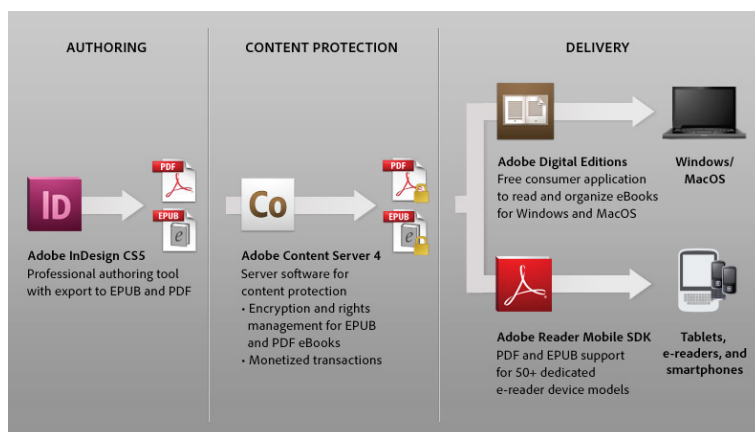 AUTHORING
PDF
EPUB
e
ID
Adobe InDesign CS5
Professional authoring tool
with export to EPUB and PDF
CONTENT PROTECTION
PDF
EPUB
e
Co
Adobe Content Server 4
Server software for
content protection
• Encryption and rights
management for EPUB
and PDF eBooks
• Monetized transactions
DELIVERY
Adobe Digital Editions
Free consumer application
to read and organize eBooks
for Windows and MacOS
Windows/
MacOS
Adobe Reader Mobile SDK
PDF and EPUB support
for 50+ dedicated
e-reader device models
Tablets,
e-readers, and
smartphones